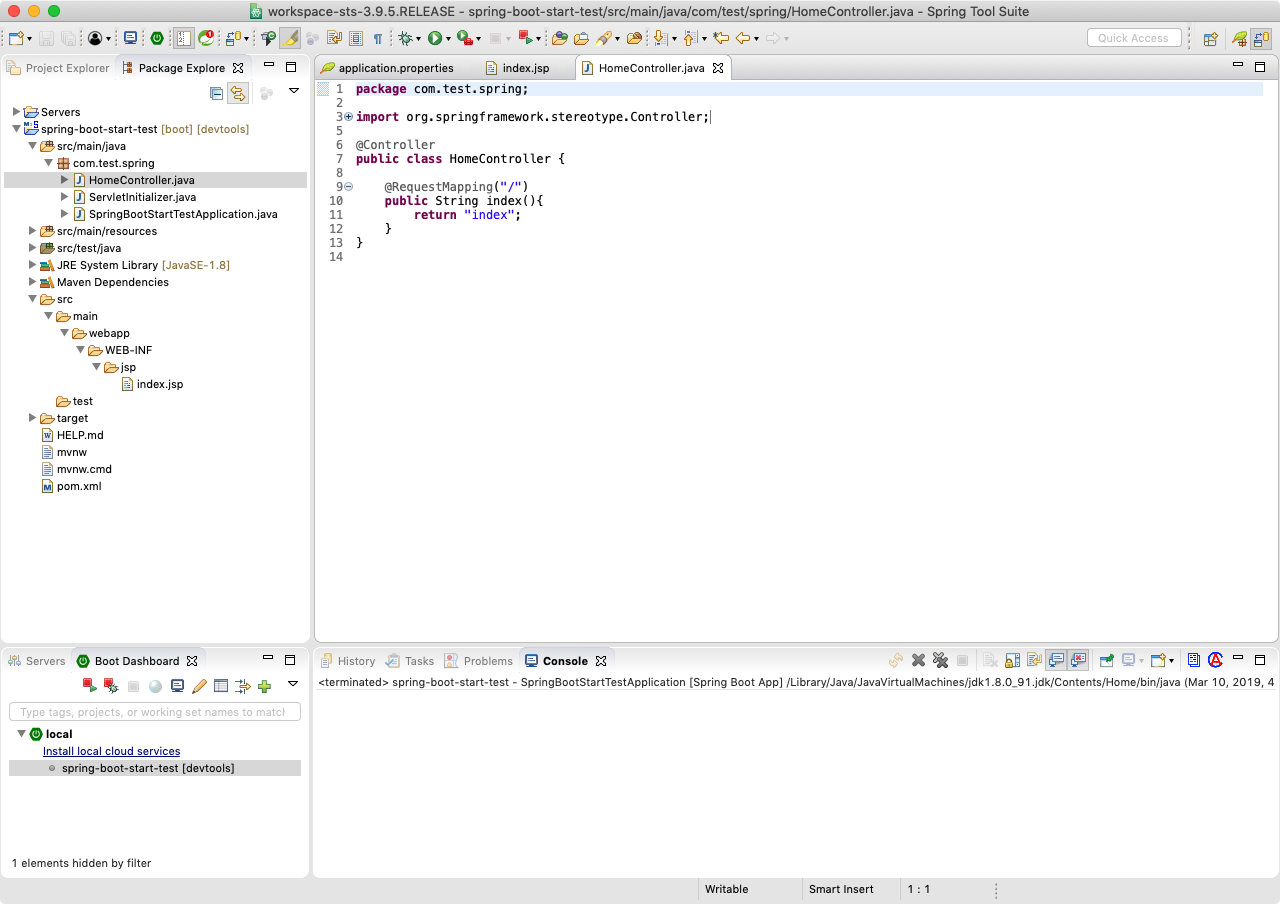 workspace-sts-3.9.5.RELEASE - spring-boot-start-test/src/main/java/com/test/spring/HomeController.java - Spring Tool Suite
Quick Access
Project Explorer
Package Explore
Servers
spring-boot-start-test [boot] [devtools]
src/main/java
com.test.spring
HomeController.java
ServletInitializer.java
SpringBootStartTestApplication.java
src/main/resources
src/test/java
JRE System Library [JavaSE-1.8]
Maven Dependencies
src
main
webapp
WEB-INF
jsp
index.jsp
test
target
HELP.md
mvnw
mvnw.cmd
pom.xml
application.properties
index.jsp
HomeController.java
1 package com.test.spring;
2
3 import org.springframework.stereotype.Controller;
5
6 @Controller
7 public class HomeController {
8
9 @RequestMapping("/")
10 public String index(){
11 return "index";
12 }
13 }
14
Servers
Boot Dashboard
Type tags, projects, or working set names to match
local
Install local cloud services
spring-boot-start-test [devtools]
1 elements hidden by filter
History
Tasks
Problems
Console
<terminated> spring-boot-start-test - SpringBootStartTestApplication [Spring Boot App] /Library/Java/JavaVirtualMachines/jdk1.8.0_91.jdk/Contents/Home/bin/java (Mar 10, 2019, 4
Writable
Smart Insert
1 : 1